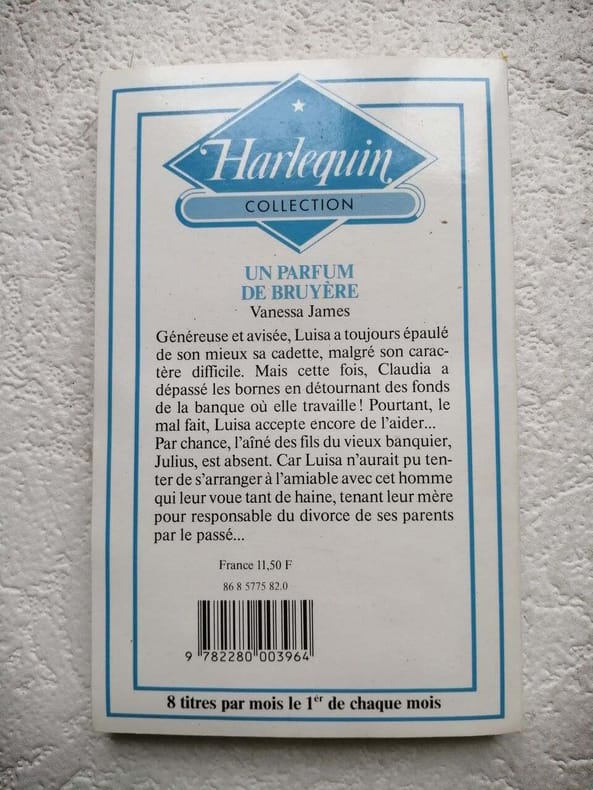 Harlequin
COLLECTION
UN PARFUM
DE BRUYÈRE
Vanessa James
Généreuse et avisée, Luisa a toujours épaulé
de son mieux sa cadette, malgré son carac-
tère difficile. Mais cette fois, Claudia a
dépassé les bornes en détournant des fonds
de la banque où elle travaille! Pourtant, le
mal fait, Luisa accepte encore de l'aider...
Par chance, l'aîné des fils du vieux banquier,
Julius, est absent. Car Luisa n'aurait pu ten-
ter de s'arranger à l'amiable avec cet homme
qui leur voue tant de haine, tenant leur mère
pour responsable du divorce de ses parents
par le passé...
France 11,50 F
86 8 5775 82.0
9 782280 003964
8 titres par mois le 1er de chaque mois